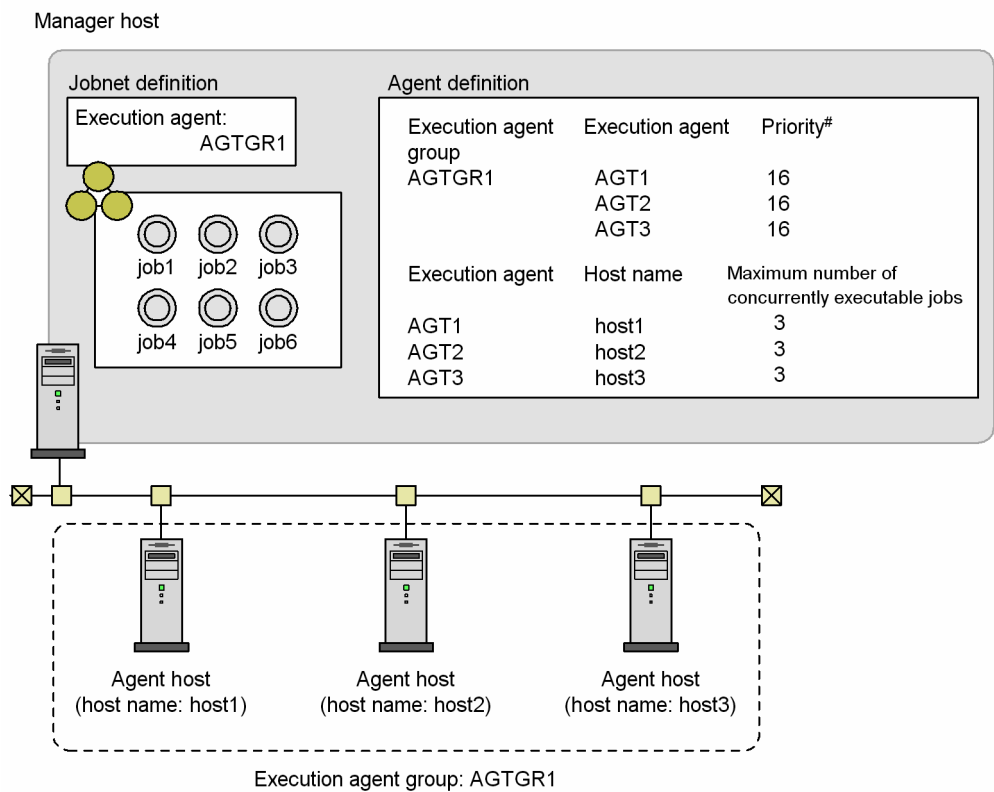 Manager host
Jobnet definition
Execution agent:
AGTGR1
job1 job2 job3
job4 job5 job6
Agent definition
Execution agent group Execution agent Priority#
AGTGR1 AGT1 16
AGT2 16
AGT3 16
Execution agent Host name Maximum number of concurrently executable jobs
AGT1 host1 3
AGT2 host2 3
AGT3 host3 3
Agent host
(host name: host1)
Agent host
(host name: host2)
Agent host
(host name: host3)
Execution agent group: AGTGR1